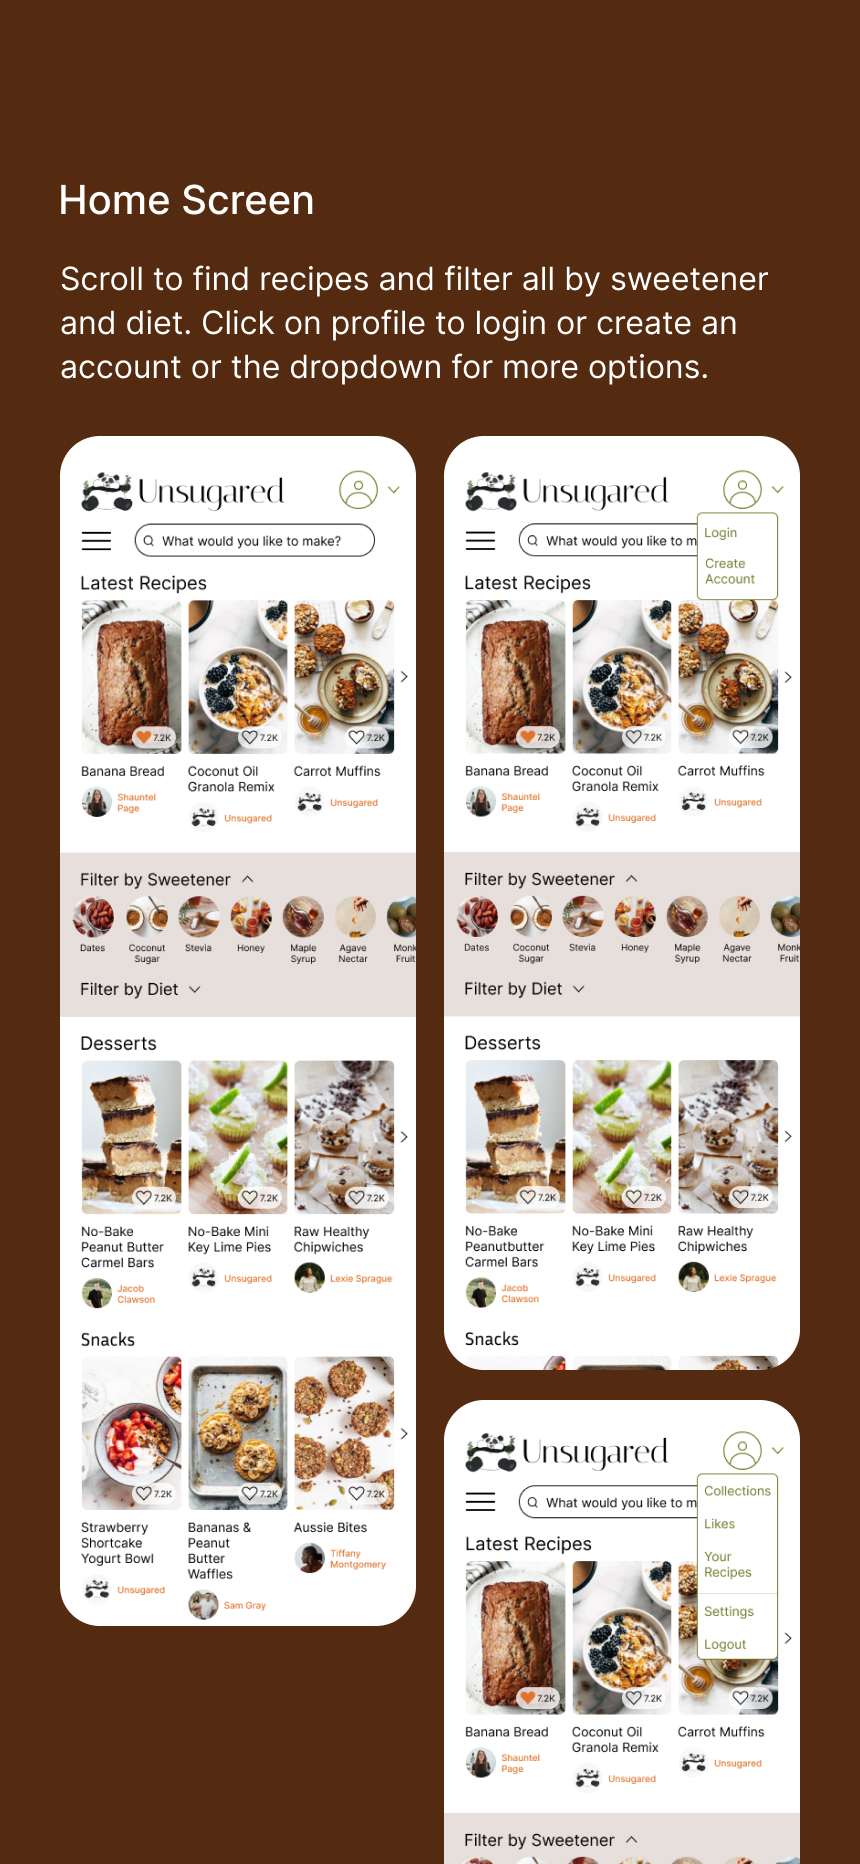 Home Screen
Scroll to find recipes and filter all by sweetener
and diet. Click on profile to login or create an
account or the dropdown for more options.
Unsugared
What would you like to make?
Latest Recipes
7.2K
7.2K
7.2K
Banana Bread
Coconut Oil
Granola Remix
Carrot Muffins
Shauntel
Page
Unsugared
Unsugared
Filter by Sweetener
Dates
Coconut
Sugar
Stevia
Honey
Maple
Syrup
Agave
Nectar
Monk
Fruit
Filter by Diet
Desserts
7.2K
7.2K
7.2K
No-Bake
Peanut Butter
Carmel Bars
No-Bake Mini
Key Lime Pies
Raw Healthy
Chipwiches
Jacob
Clawson
Unsugared
Lexie Sprague
Snacks
7.2K
7.2K
7.2K
Strawberry
Shortcake
Yogurt Bowl
Bananas &
Peanut
Butter
Waffles
Aussie Bites
Unsugared
Sam Gray
Tiffany
Montgomery
Unsugared
Login
Create
Account
What would you like to m
Latest Recipes
7.2K
7.2K
7.2K
Banana Bread
Coconut Oil
Granola Remix
Carrot Muffins
Shauntel
Page
Unsugared
Unsugared
Filter by Sweetener
Dates
Coconut
Sugar
Stevia
Honey
Maple
Syrup
Agave
Nectar
Monk
Fruit
Filter by Diet
Desserts
7.2K
7.2K
7.2K
No-Bake
Peanutbutter
Carmel Bars
No-Bake Mini
Key Lime Pies
Raw Healthy
Chipwiches
Jacob
Clawson
Unsugared
Lexie Sprague
Snacks
Unsugared
Collections
Likes
Your
Recipes
Settings
Logout
What would you like to m
Latest Recipes
7.2K
7.2K
7.2K
Banana Bread
Coconut Oil
Granola Remix
Carrot Muffins
Shauntel
Page
Unsugared
Unsugared
Filter by Sweetener